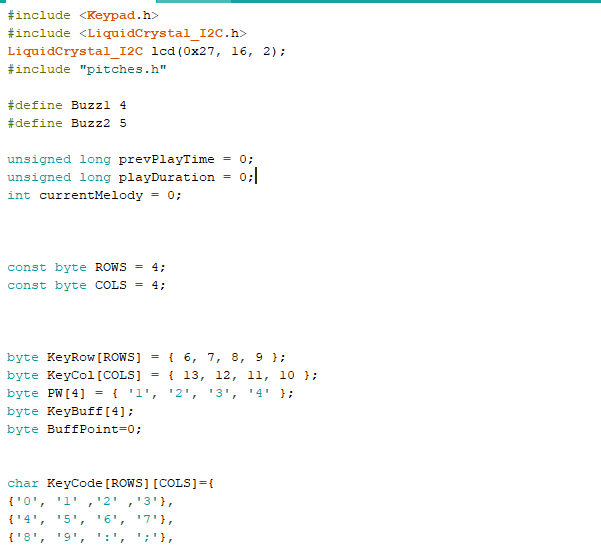 #include <Keypad.h>
#include <LiquidCrystal_I2C.h>
LiquidCrystal_I2C lcd(0x27, 16, 2);
#include "pitches.h"
#define Buzz1 4
#define Buzz2 5
unsigned long prevPlayTime = 0;
unsigned long playDuration = 0;
int currentMelody = 0;
const byte ROWS = 4;
const byte COLS = 4;
byte KeyRow[ROWS] = { 6, 7, 8, 9 };
byte KeyCol[COLS] = { 13, 12, 11, 10 };
byte PW[4] = { '1', '2', '3', '4' };
byte KeyBuff[4];
byte BuffPoint=0;
char KeyCode[ROWS][COLS]={
{'0', '1' ,'2' ,'3'},
{'4', '5', '6', '7'},
{'8', '9', ':', ';'},